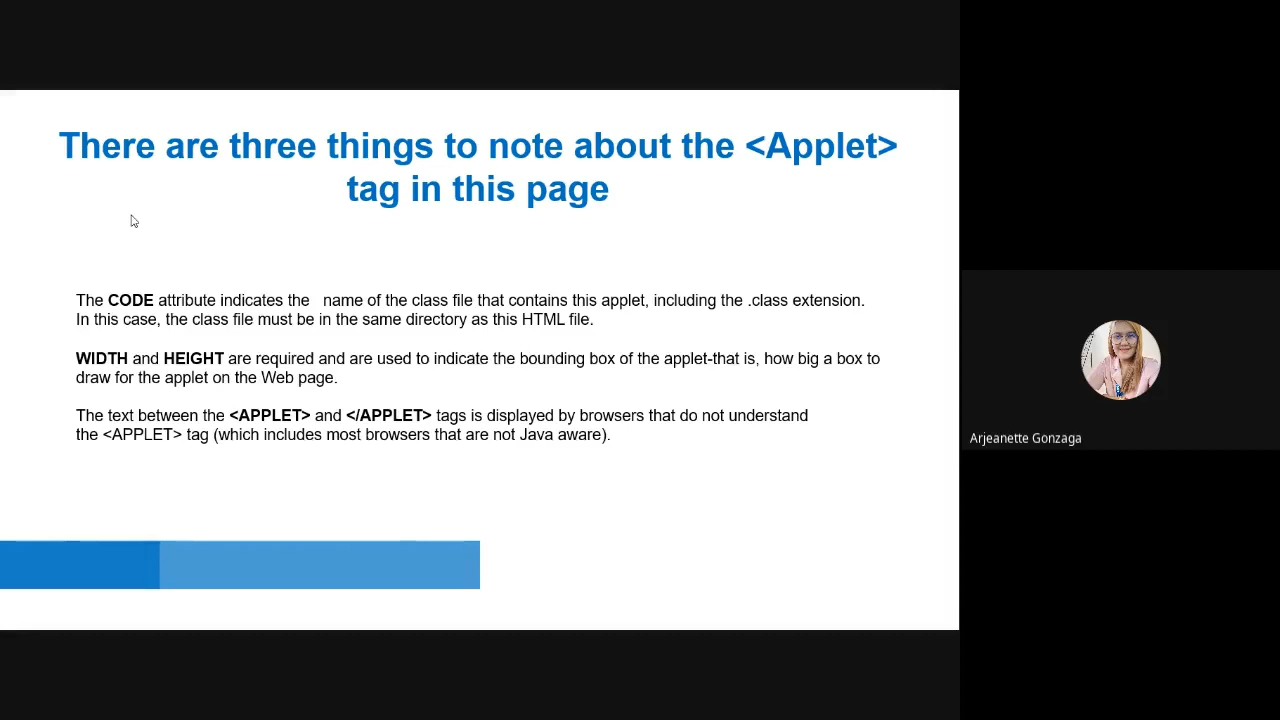 There are three things to note about the <Applet>
tag in this page
The CODE attribute indicates the   name of the class file that contains this applet, including the .class extension.
In this case, the class file must be in the same directory as this HTML file.
WIDTH and HEIGHT are required and are used to indicate the bounding box of the applet-that is, how big a box to
draw for the applet on the Web page.
The text between the <APPLET> and </APPLET> tags is displayed by browsers that do not understand
the <APPLET> tag (which includes most browsers that are not Java aware).
Arjeanette Gonzaga